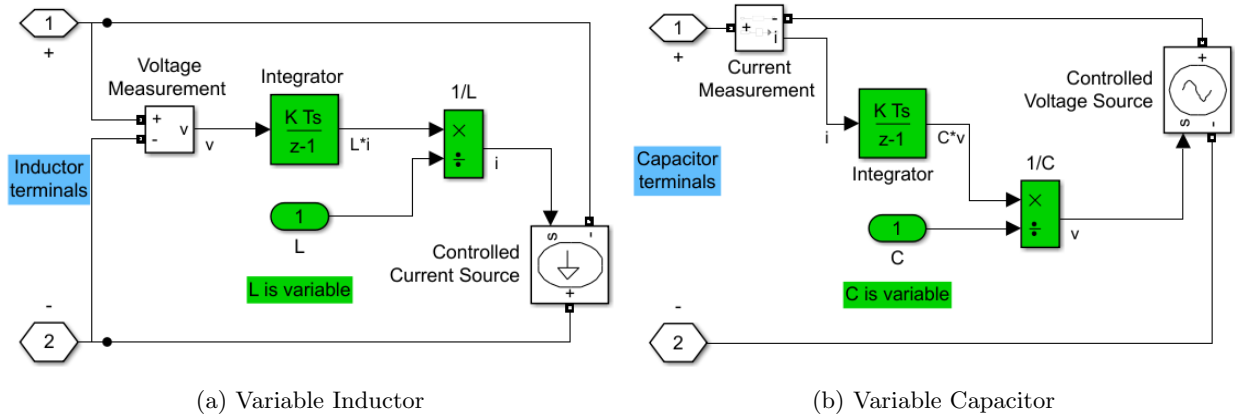 1
+
Voltage
Measurement
+
-
v
v
Integrator
K Ts
z-1
L*i
1/L
×
÷
i
Inductor
terminals
1
L
L is variable
Controlled
Current Source
s
-
+
-
2
(a) Variable Inductor
1
+
+
-
i
Current
Measurement
Controlled
Voltage Source
+
s
-
i
K Ts
z-1
C*v
Integrator
Capacitor
terminals
1/C
×
÷
v
1
C
C is variable
-
2
(b) Variable Capacitor